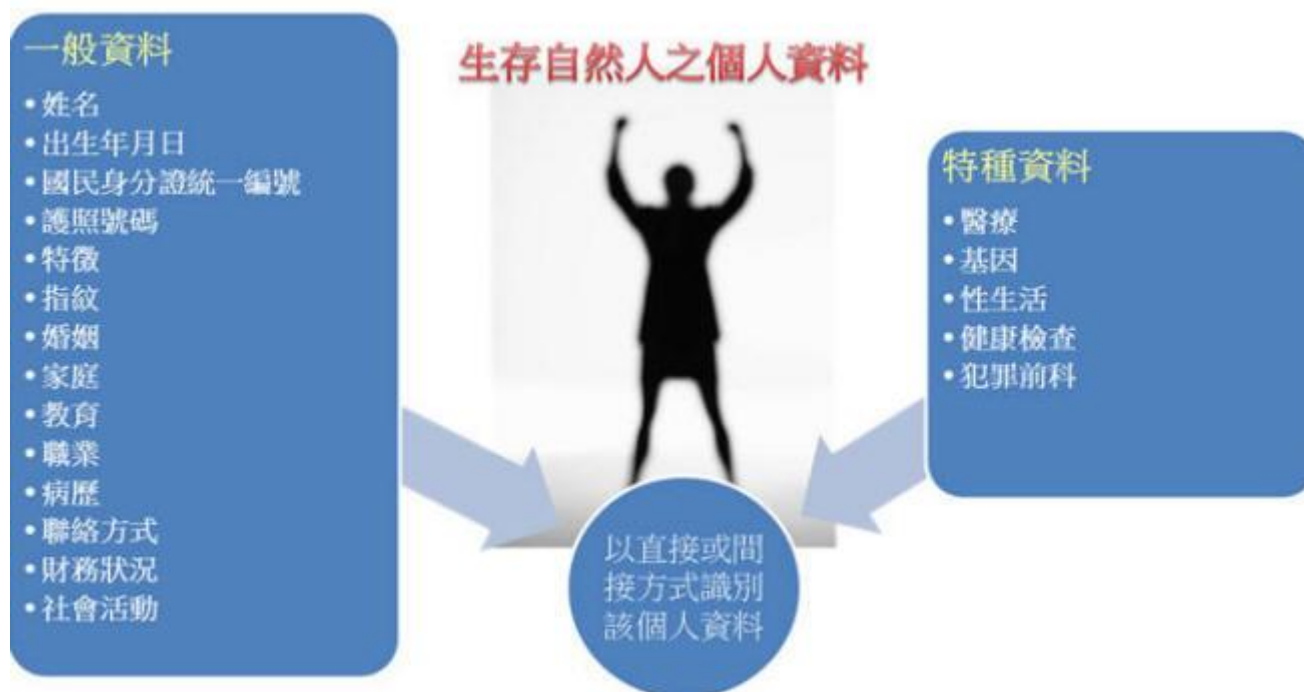 一般資料
•姓名
•出生年月日
•國民身分證統一編號
•護照號碼
•特徵
•指紋
•婚姻
•家庭
•教育
•職業
•病歷
•聯絡方式
•財務狀況
•社會活動
生存自然人之個人資料
特種資料
•醫療
•基因
•性生活
•健康檢查
•犯罪前科
以直接或間
接方式識別
該個人資料